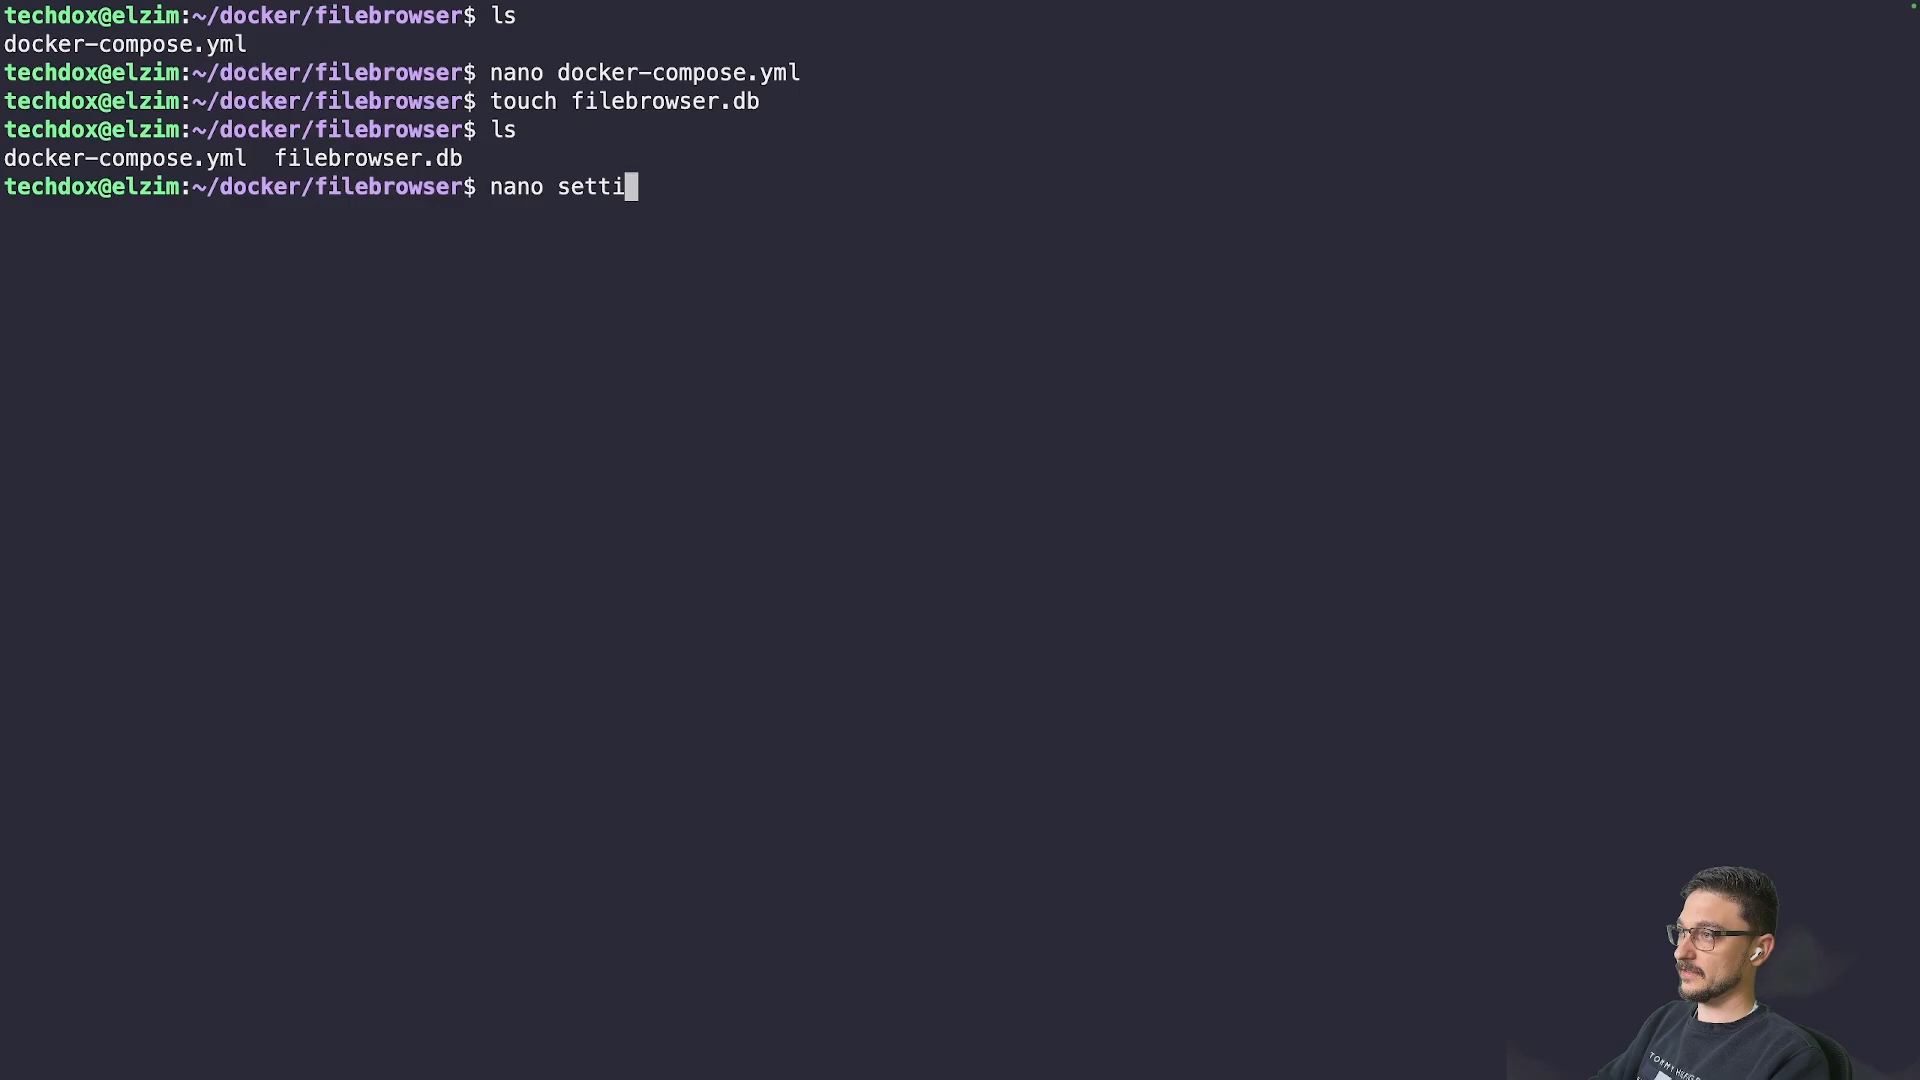 techdox@elzim:~/docker/filebrowser$ ls
docker-compose.yml
techdox@elzim:~/docker/filebrowser$ nano docker-compose.yml
techdox@elzim:~/docker/filebrowser$ touch filebrowser.db
techdox@elzim:~/docker/filebrowser$ ls
docker-compose.yml  filebrowser.db
techdox@elzim:~/docker/filebrowser$ nano setti